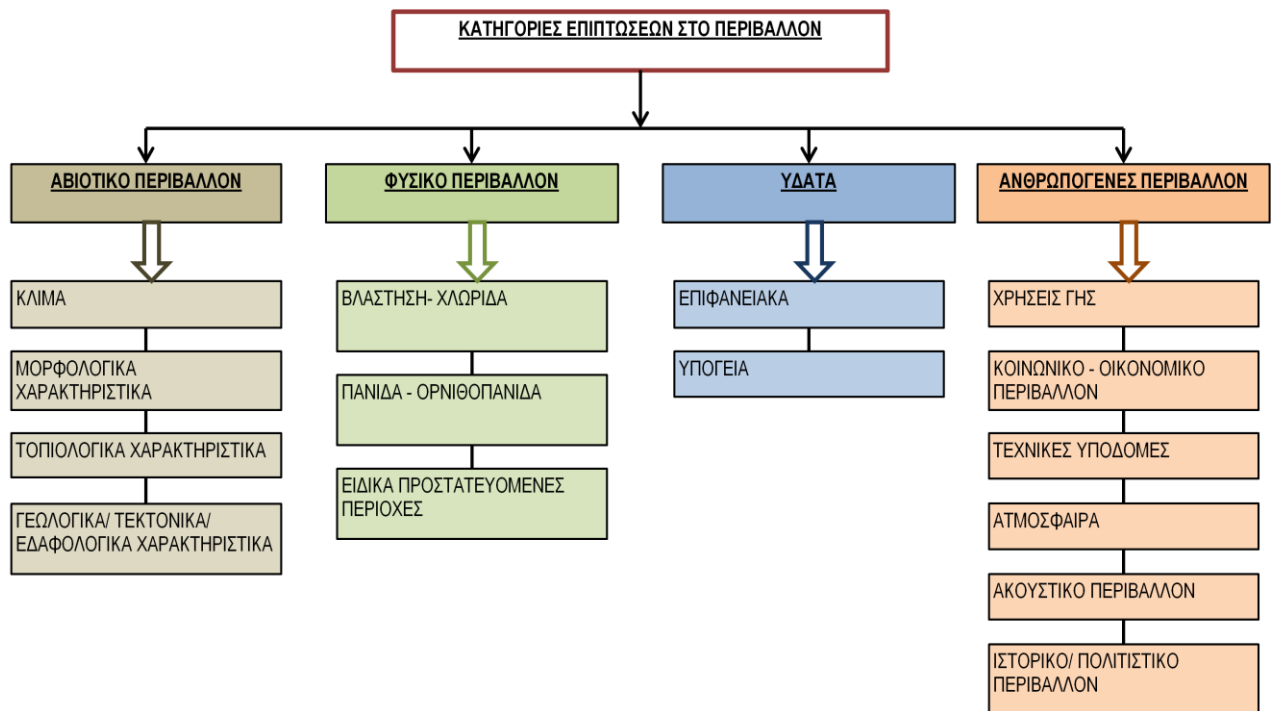 ΚΑΤΗΓΟΡΙΕΣ ΕΠΙΠΤΩΣΕΩΝ ΣΤΟ ΠΕΡΙΒΑΛΛΟΝ
ΑΒΙΟΤΙΚΟ ΠΕΡΙΒΑΛΛΟΝ
ΚΛΙΜΑ
ΜΟΡΦΟΛΟΓΙΚΑ
ΧΑΡΑΚΤΗΡΙΣΤΙΚΑ
ΤΟΠΙΟΛΟΓΙΚΑ ΧΑΡΑΚΤΗΡΙΣΤΙΚΑ
ΓΕΩΛΟΓΙΚΑ/ ΤΕΚΤΟΝΙΚΑ/
ΕΔΑΦΟΛΟΓΙΚΑ ΧΑΡΑΚΤΗΡΙΣΤΙΚΑ
ΦΥΣΙΚΟ ΠΕΡΙΒΑΛΛΟΝ
ΒΛΑΣΤΗΣΗ- ΧΛΩΡΙΔΑ
ΠΑΝΙΔΑ - ΟΡΝΙΘΟΠΑΝΙΔΑ
ΕΙΔΙΚΑ ΠΡΟΣΤΑΤΕΥΟΜΕΝΕΣ
ΠΕΡΙΟΧΕΣ
ΥΔΑΤΑ
ΕΠΙΦΑΝΕΙΑΚΑ
ΥΠΟΓΕΙΑ
ΑΝΘΡΩΠΟΓΕΝΕΣ ΠΕΡΙΒΑΛΛΟΝ
ΧΡΗΣΕΙΣ ΓΗΣ
ΚΟΙΝΩΝΙΚΟ - ΟΙΚΟΝΟΜΙΚΟ
ΠΕΡΙΒΑΛΛΟΝ
ΤΕΧΝΙΚΕΣ ΥΠΟΔΟΜΕΣ
ΑΤΜΟΣΦΑΙΡΑ
ΑΚΟΥΣΤΙΚΟ ΠΕΡΙΒΑΛΛΟΝ
ΙΣΤΟΡΙΚΟ/ ΠΟΛΙΤΙΣΤΙΚΟ
ΠΕΡΙΒΑΛΛΟΝ